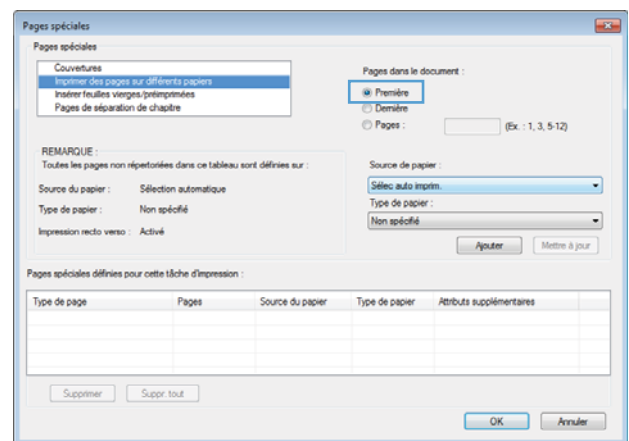 Pages spéciales
Pages spéciales
Couvertures
Imprimer des pages sur différents papiers
Insérer feuilles vierges/préimprimées
Pages de séparation de chapitre
Pages dans le document :
Première
Dernière
Pages : (Ex. : 1, 3, 5-12)
REMARQUE :
Toutes les pages non répertoriées dans ce tableau sont définies sur :
Source du papier : Sélection automatique
Type de papier : Non spécifié
Impression recto verso : Activé
Source de papier :
Sélec auto imprim.
Type de papier :
Non spécifié
Ajouter Mettre à jour
Pages spéciales définies pour cette tâche d'impression :
Type de page Pages Source du papier Type de papier Attributs supplémentaires
Supprimer Suppr. tout
OK Annuler